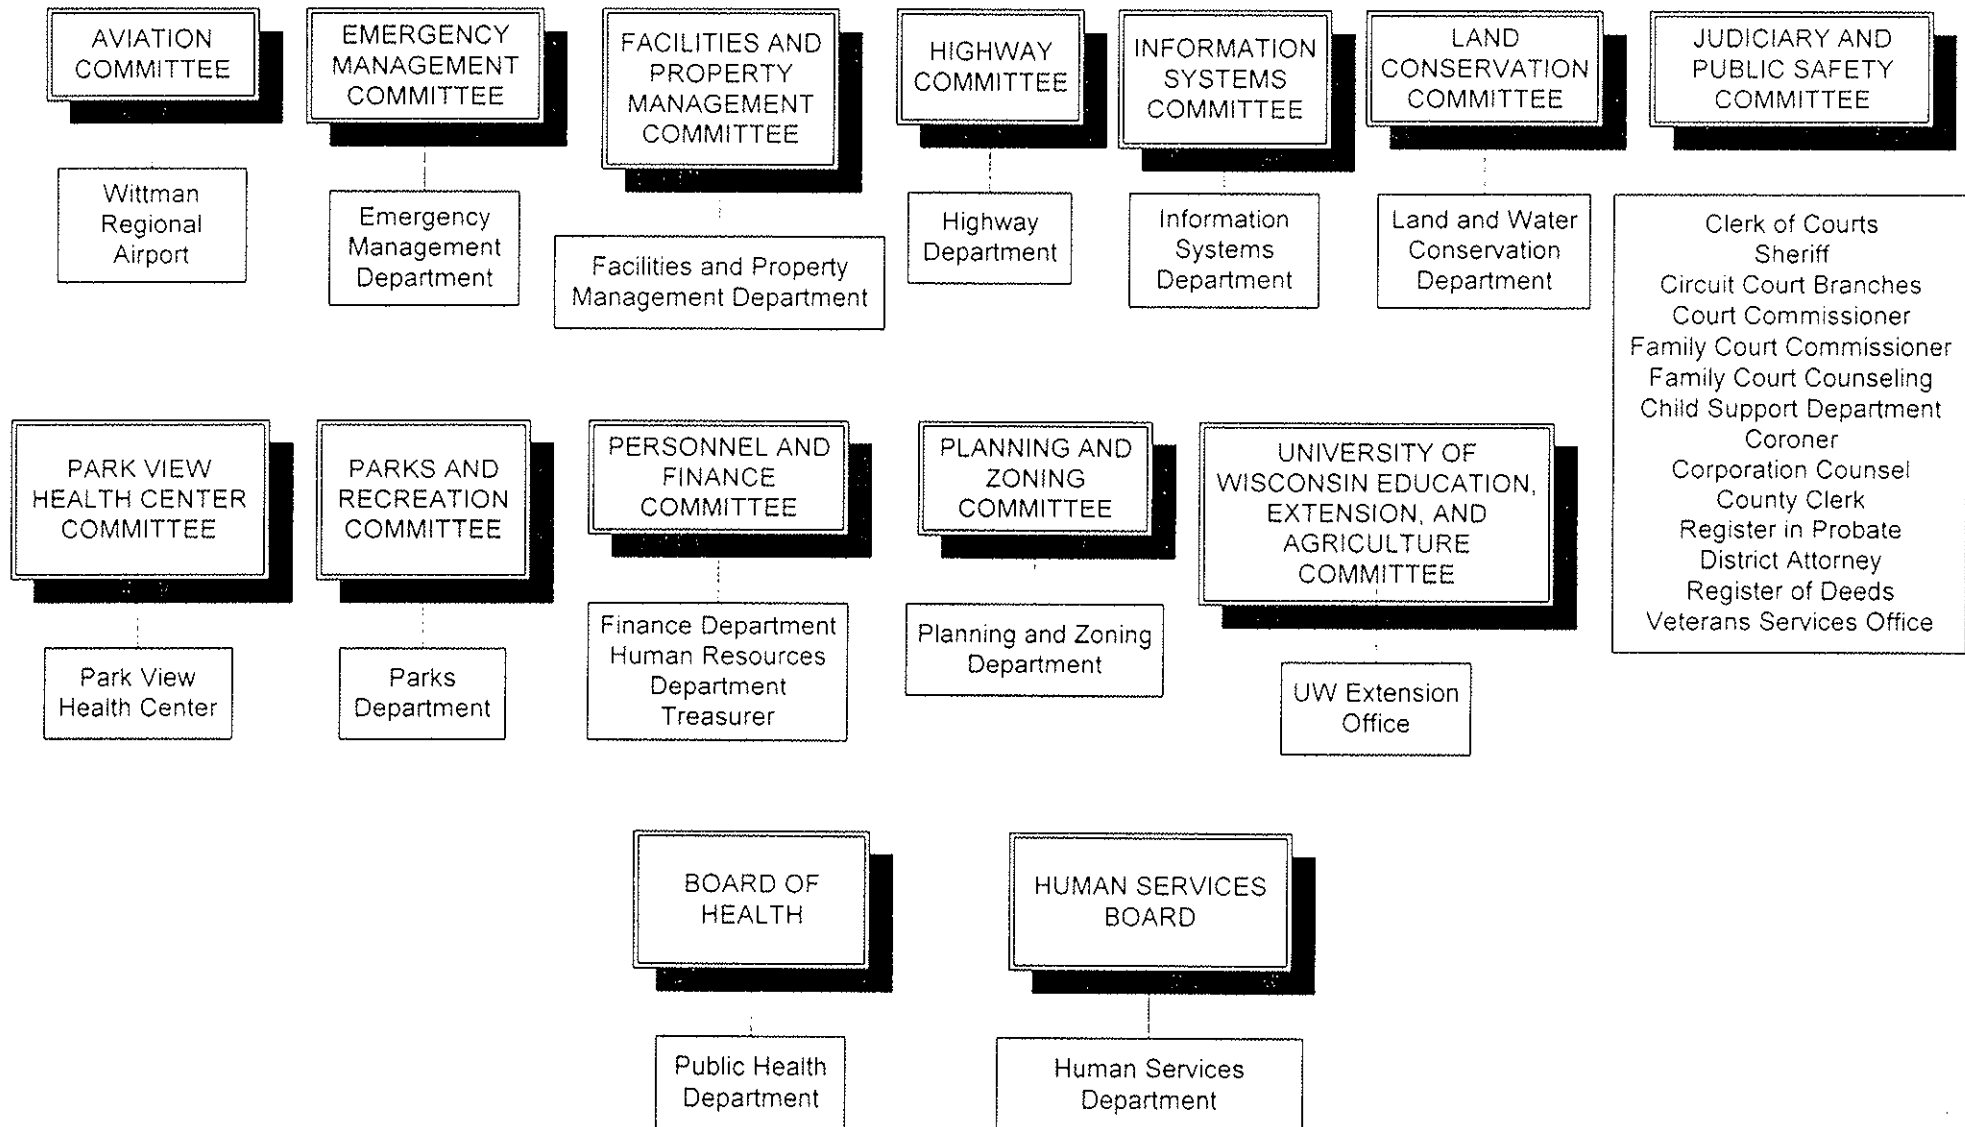 AVIATION
COMMITTEE
Wittman
Regional
Airport
EMERGENCY
MANAGEMENT
COMMITTEE
Emergency
Management
Department
FACILITIES AND
PROPERTY
MANAGEMENT
COMMITTEE
Facilities and Property
Management Department
HIGHWAY
COMMITTEE
Highway
Department
INFORMATION
SYSTEMS
COMMITTEE
Information
Systems
Department
LAND
CONSERVATION
COMMITTEE
Land and Water
Conservation
Department
JUDICIARY AND
PUBLIC SAFETY
COMMITTEE
Clerk of Courts
Sheriff
Circuit Court Branches
Court Commissioner
Family Court Commissioner
Family Court Counseling
Child Support Department
Coroner
Corporation Counsel
County Clerk
Register in Probate
District Attorney
Register of Deeds
Veterans Services Office
PARK VIEW
HEALTH CENTER
COMMITTEE
Park View
Health Center
PARKS AND
RECREATION
COMMITTEE
Parks
Department
PERSONNEL AND
FINANCE
COMMITTEE
Finance Department
Human Resources
Department
Treasurer
PLANNING AND
ZONING
COMMITTEE
Planning and Zoning
Department
UNIVERSITY OF
WISCONSIN EDUCATION,
EXTENSION, AND
AGRICULTURE
COMMITTEE
UW Extension
Office
BOARD OF
HEALTH
Public Health
Department
HUMAN SERVICES
BOARD
Human Services
Department